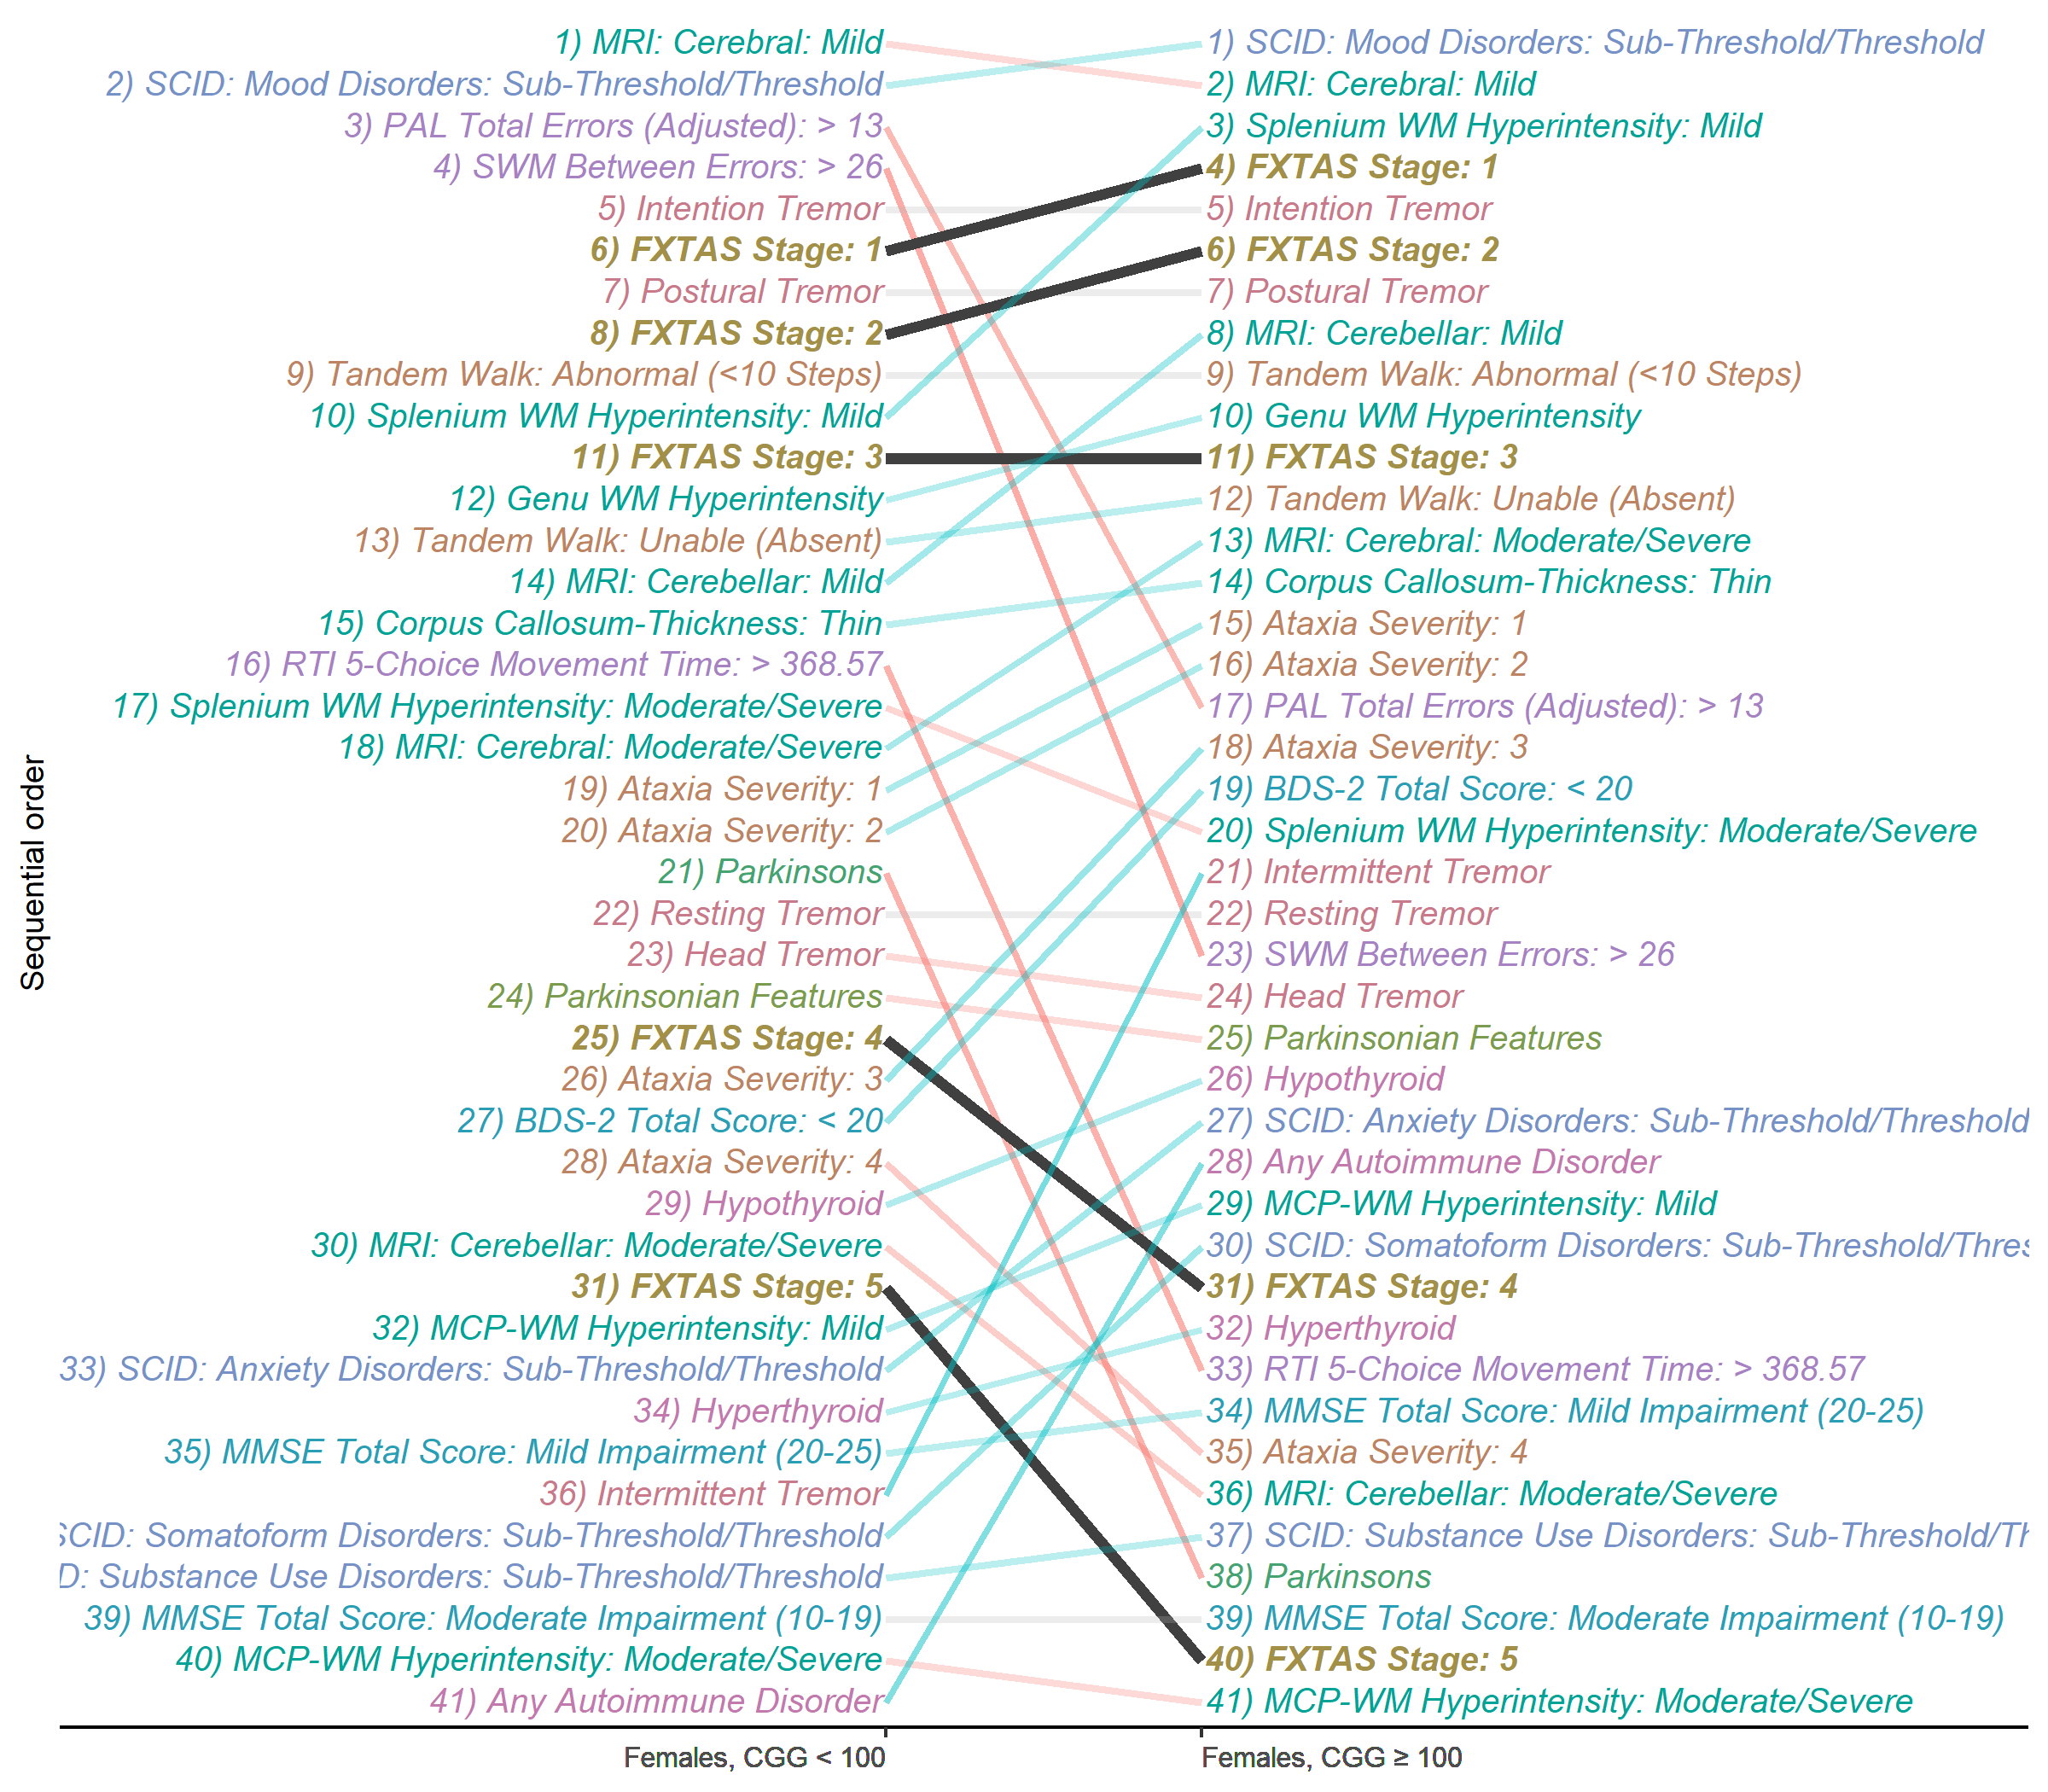 Sequential order
1) MRI: Cerebral: Mild
2) SCID: Mood Disorders: Sub-Threshold/Threshold
3) PAL Total Errors (Adjusted): > 13
4) SWM Between Errors: > 26
5) Intention Tremor
6) FXTAS Stage: 1
7) Postural Tremor
8) FXTAS Stage: 2
9) Tandem Walk: Abnormal (<10 Steps)
10) Splenium WM Hyperintensity: Mild
11) FXTAS Stage: 3
12) Genu WM Hyperintensity
13) Tandem Walk: Unable (Absent)
14) MRI: Cerebellar: Mild
15) Corpus Callosum-Thickness: Thin
16) RTI 5-Choice Movement Time: > 368.57
17) Splenium WM Hyperintensity: Moderate/Severe
18) MRI: Cerebral: Moderate/Severe
19) Ataxia Severity: 1
20) Ataxia Severity: 2
21) Parkinsons
22) Resting Tremor
23) Head Tremor
24) Parkinsonian Features
25) FXTAS Stage: 4
26) Ataxia Severity: 3
27) BDS-2 Total Score: < 20
28) Ataxia Severity: 4
29) Hypothyroid
30) MRI: Cerebellar: Moderate/Severe
31) FXTAS Stage: 5
32) MCP-WM Hyperintensity: Mild
33) SCID: Anxiety Disorders: Sub-Threshold/Threshold
34) Hyperthyroid
35) MMSE Total Score: Mild Impairment (20-25)
36) Intermittent Tremor
SCID: Somatoform Disorders: Sub-Threshold/Threshold
D: Substance Use Disorders: Sub-Threshold/Threshold
39) MMSE Total Score: Moderate Impairment (10-19)
40) MCP-WM Hyperintensity: Moderate/Severe
41) Any Autoimmune Disorder
1) SCID: Mood Disorders: Sub-Threshold/Threshold
2) MRI: Cerebral: Mild
3) Splenium WM Hyperintensity: Mild
4) FXTAS Stage: 1
5) Intention Tremor
6) FXTAS Stage: 2
7) Postural Tremor
8) MRI: Cerebellar: Mild
9) Tandem Walk: Abnormal (<10 Steps)
10) Genu WM Hyperintensity
11) FXTAS Stage: 3
12) Tandem Walk: Unable (Absent)
13) MRI: Cerebral: Moderate/Severe
14) Corpus Callosum-Thickness: Thin
15) Ataxia Severity: 1
16) Ataxia Severity: 2
17) PAL Total Errors (Adjusted): > 13
18) Ataxia Severity: 3
19) BDS-2 Total Score: < 20
20) Splenium WM Hyperintensity: Moderate/Severe
21) Intermittent Tremor
22) Resting Tremor
23) SWM Between Errors: > 26
24) Head Tremor
25) Parkinsonian Features
26) Hypothyroid
27) SCID: Anxiety Disorders: Sub-Threshold/Threshold
28) Any Autoimmune Disorder
29) MCP-WM Hyperintensity: Mild
30) SCID: Somatoform Disorders: Sub-Threshold/Thres
31) FXTAS Stage: 4
32) Hyperthyroid
33) RTI 5-Choice Movement Time: > 368.57
34) MMSE Total Score: Mild Impairment (20-25)
35) Ataxia Severity: 4
36) MRI: Cerebellar: Moderate/Severe
37) SCID: Substance Use Disorders: Sub-Threshold/Th
38) Parkinsons
39) MMSE Total Score: Moderate Impairment (10-19)
40) FXTAS Stage: 5
41) MCP-WM Hyperintensity: Moderate/Severe
Females, CGG < 100
Females, CGG ≥ 100